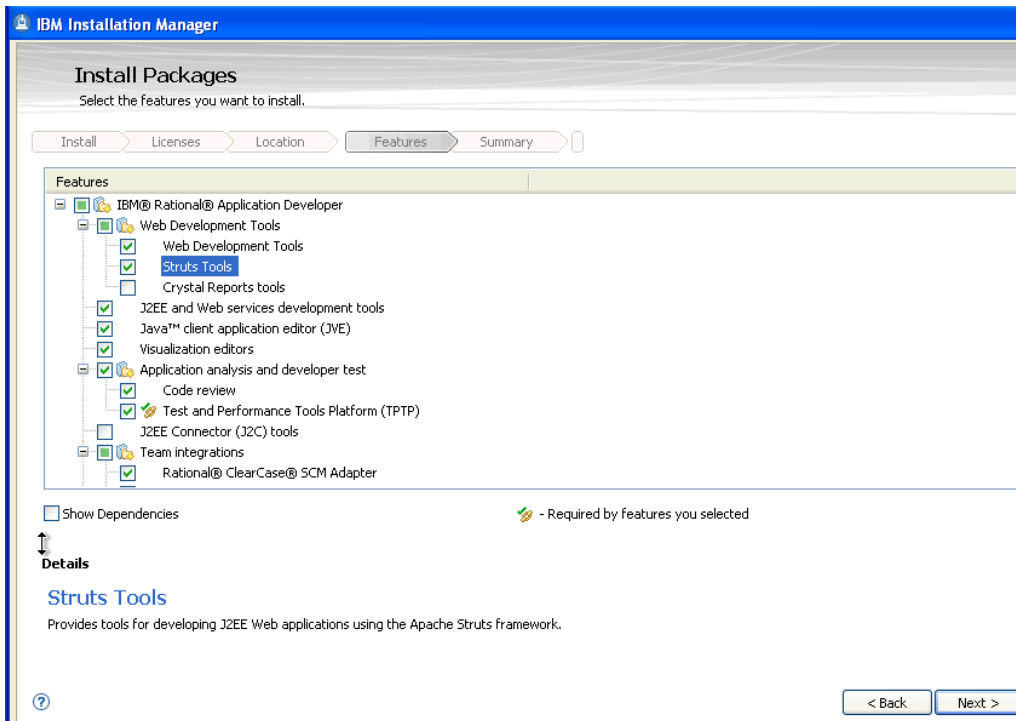 IBM Installation Manager
Install Packages
Select the features you want to install.
Install Licenses Location Features Summary
Features
IBM® Rational® Application Developer
Web Development Tools
Web Development Tools
Struts Tools
Crystal Reports tools
J2EE and Web services development tools
Java™ client application editor (JVE)
Visualization editors
Application analysis and developer test
Code review
Test and Performance Tools Platform (TPTP)
J2EE Connector (J2C) tools
Team integrations
Rational® ClearCase® SCM Adapter
Show Dependencies - Required by features you selected
Details
Struts Tools
Provides tools for developing J2EE Web applications using the Apache Struts framework.
? < Back Next >